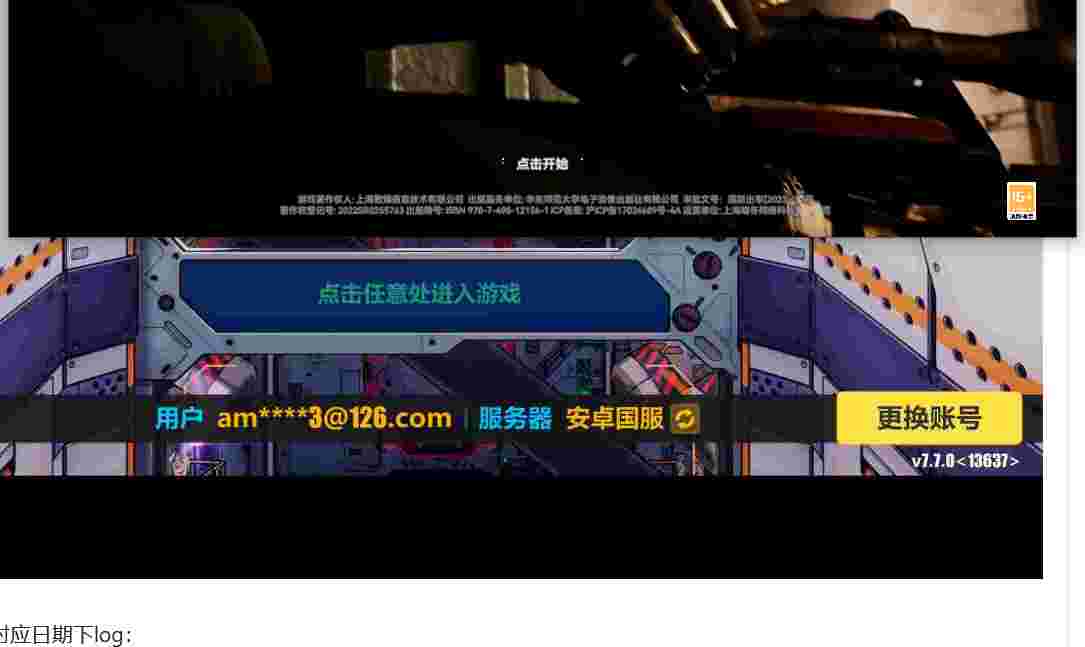 点击开始
16+
点击任意处进入游戏
用户 am****3@126.com | 服务器 安卓国服
更换账号
v7.7.0<13637>
应日期下log：